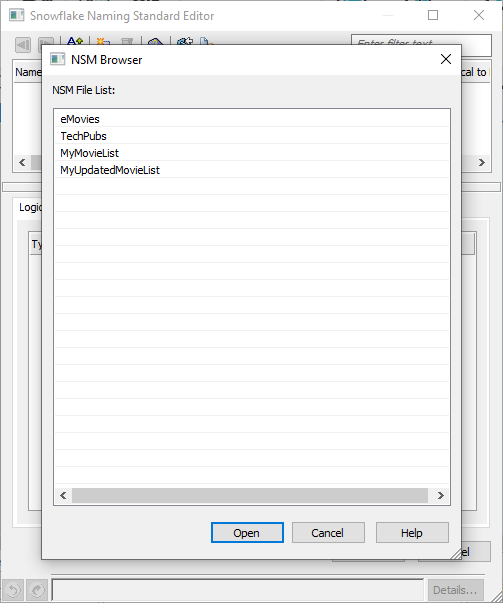 Snowflake Naming Standard Editor
Enter filter text
Name
cal to
NSM Browser
NSM File List:
eMovies
TechPubs
MyMovieList
MyUpdatedMovieList
Logic
Ty
Open
Cancel
Help
el
Details...